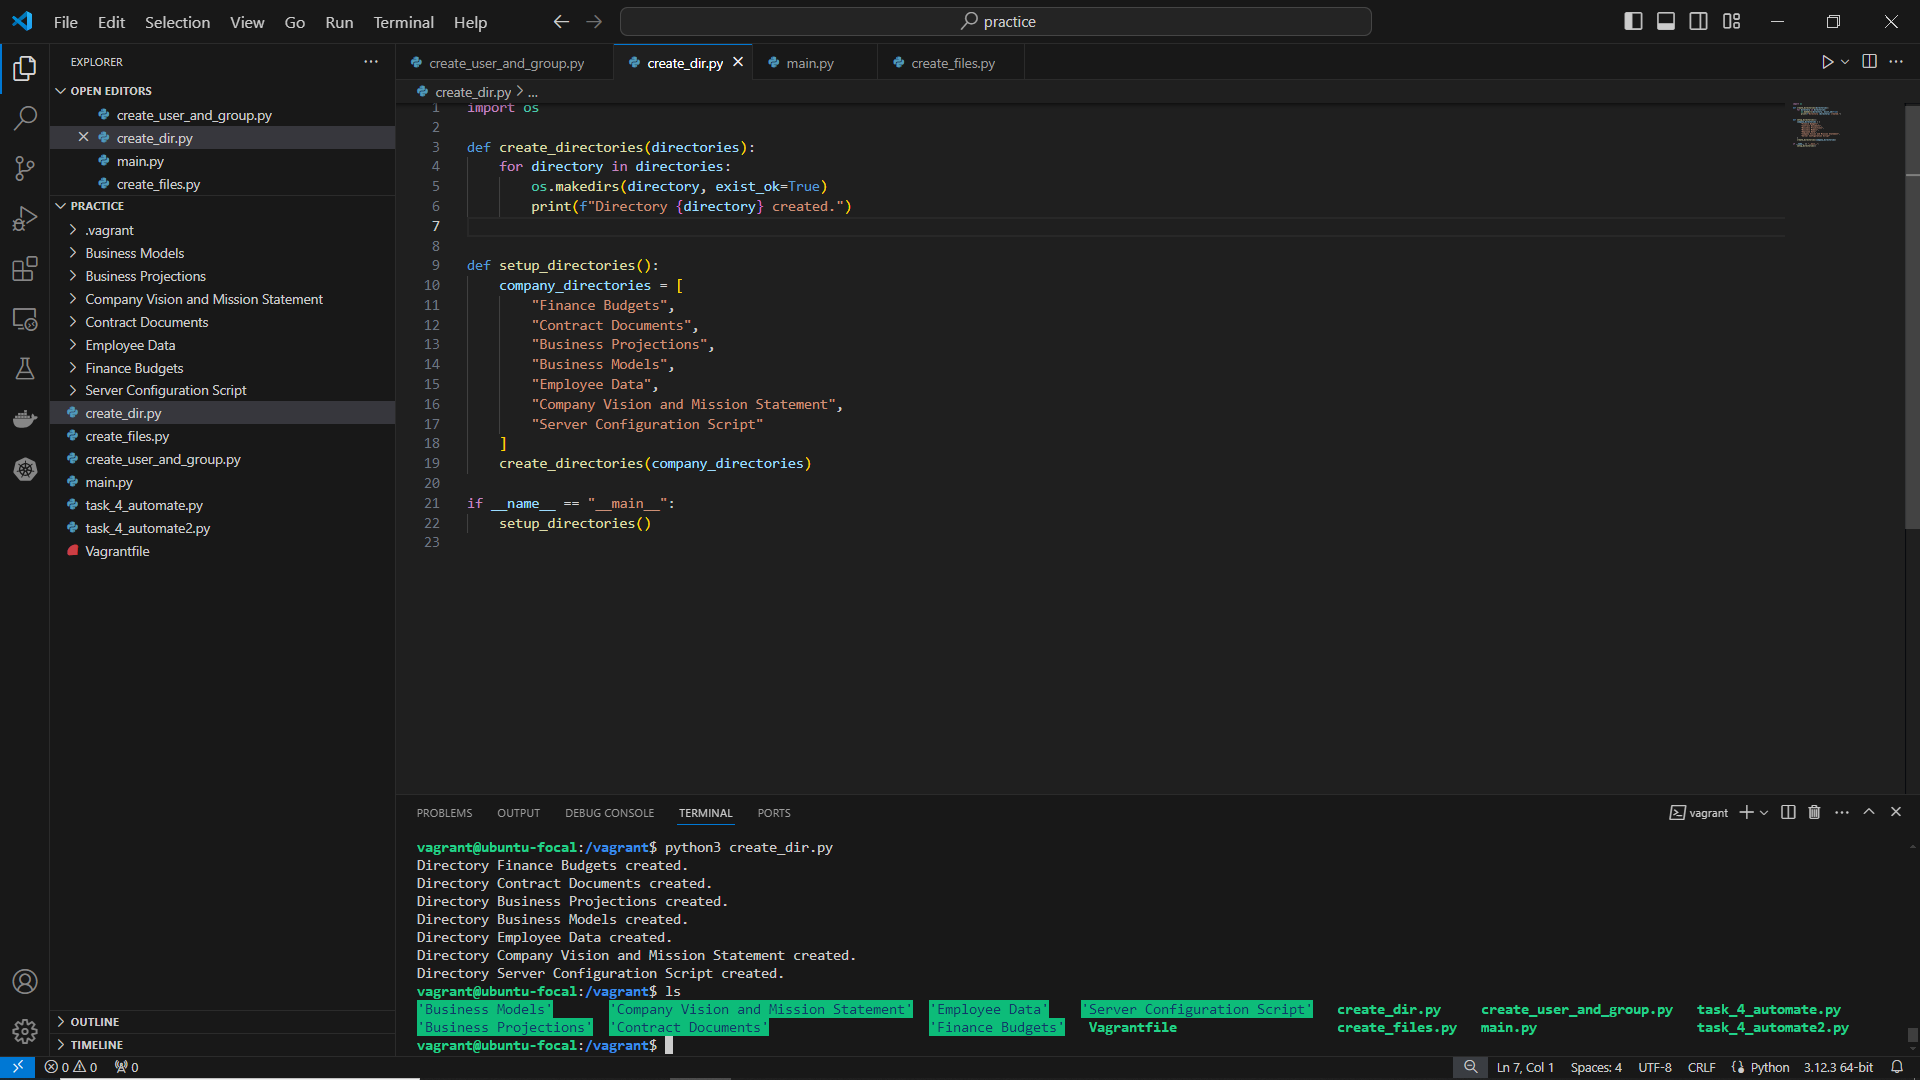 File Edit Selection View Go Run Terminal Help
practice
EXPLORER
OPEN EDITORS
create_user_and_group.py
create_dir.py
main.py
create_files.py
PRACTICE
.vagrant
Business Models
Business Projections
Company Vision and Mission Statement
Contract Documents
Employee Data
Finance Budgets
Server Configuration Script
create_dir.py
create_files.py
create_user_and_group.py
main.py
task_4_automate.py
task_4_automate2.py
Vagrantfile
OUTLINE
TIMELINE
create_user_and_group.py create_dir.py main.py create_files.py
create_dir.py > ...
1 import os
2
3 def create_directories(directories):
4     for directory in directories:
5         os.makedirs(directory, exist_ok=True)
6         print(f"Directory {directory} created.")
7
8
9 def setup_directories():
10     company_directories = [
11         "Finance Budgets",
12         "Contract Documents",
13         "Business Projections",
14         "Business Models",
15         "Employee Data",
16         "Company Vision and Mission Statement",
17         "Server Configuration Script"
18     ]
19     create_directories(company_directories)
20
21 if __name__ == "__main__":
22     setup_directories()
23
PROBLEMS OUTPUT DEBUG CONSOLE TERMINAL PORTS
vagrant
vagrant@ubuntu-focal:/vagrant$ python3 create_dir.py
Directory Finance Budgets created.
Directory Contract Documents created.
Directory Business Projections created.
Directory Business Models created.
Directory Employee Data created.
Directory Company Vision and Mission Statement created.
Directory Server Configuration Script created.
vagrant@ubuntu-focal:/vagrant$ ls
'Business Models' 'Company Vision and Mission Statement' 'Employee Data' 'Server Configuration Script' create_dir.py create_user_and_group.py task_4_automate.py
'Business Projections' 'Contract Documents' 'Finance Budgets' Vagrantfile create_files.py main.py task_4_automate2.py
vagrant@ubuntu-focal:/vagrant$
0 0 0 Ln 7, Col 1 Spaces: 4 UTF-8 CRLF Python 3.12.3 64-bit